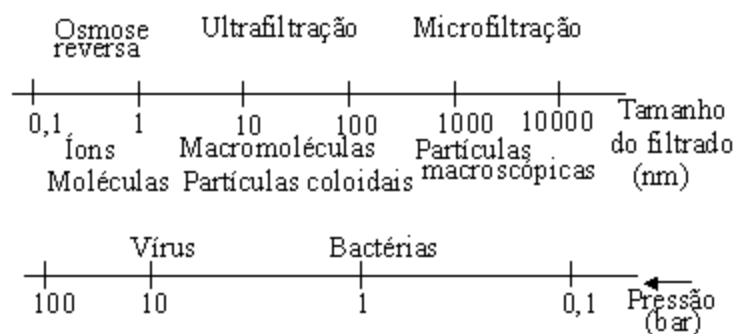 Osmose Ultrafiltração Microfiltração
reversa
0,1 1 10 100 1000 10000 Tamanho
Íons Macromoléculas Partículas do filtrado
Moléculas Partículas coloidais macroscópicas (nm)
Vírus Bactérias
100 10 1 0,1 Pressão
(bar)